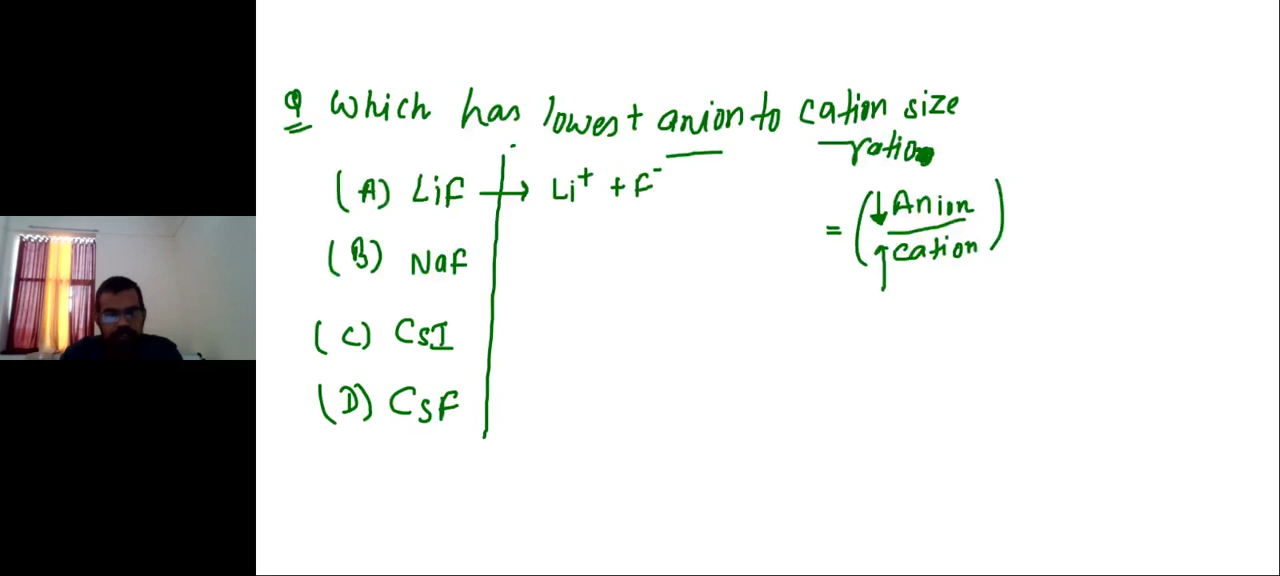 Q Which has lowest anion to cation size
ratio
(A) LiF → Li⁺ + F⁻
(B) NaF
(C) CsI
(D) CsF
= (↓Anion
↑cation)